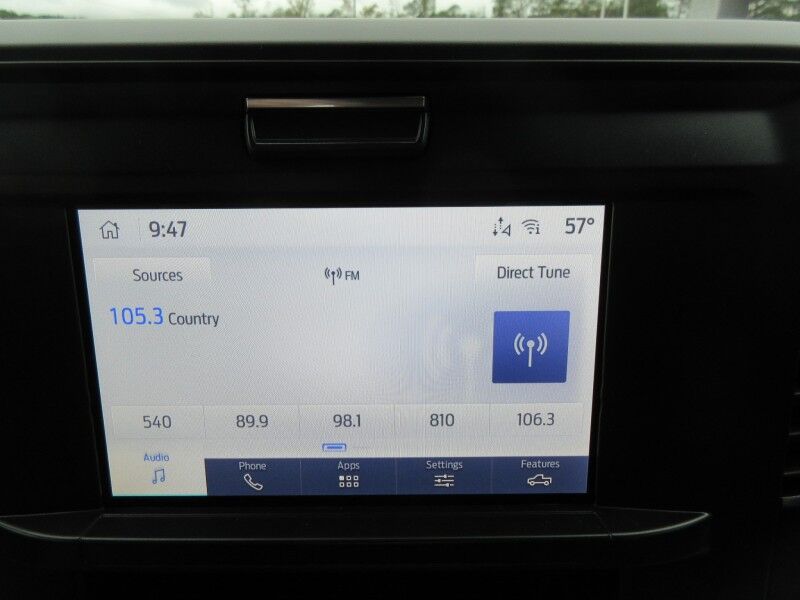 9:47 57°
Sources FM Direct Tune
105.3 Country
540 89.9 98.1 810 106.3
Audio Phone Apps Settings Features